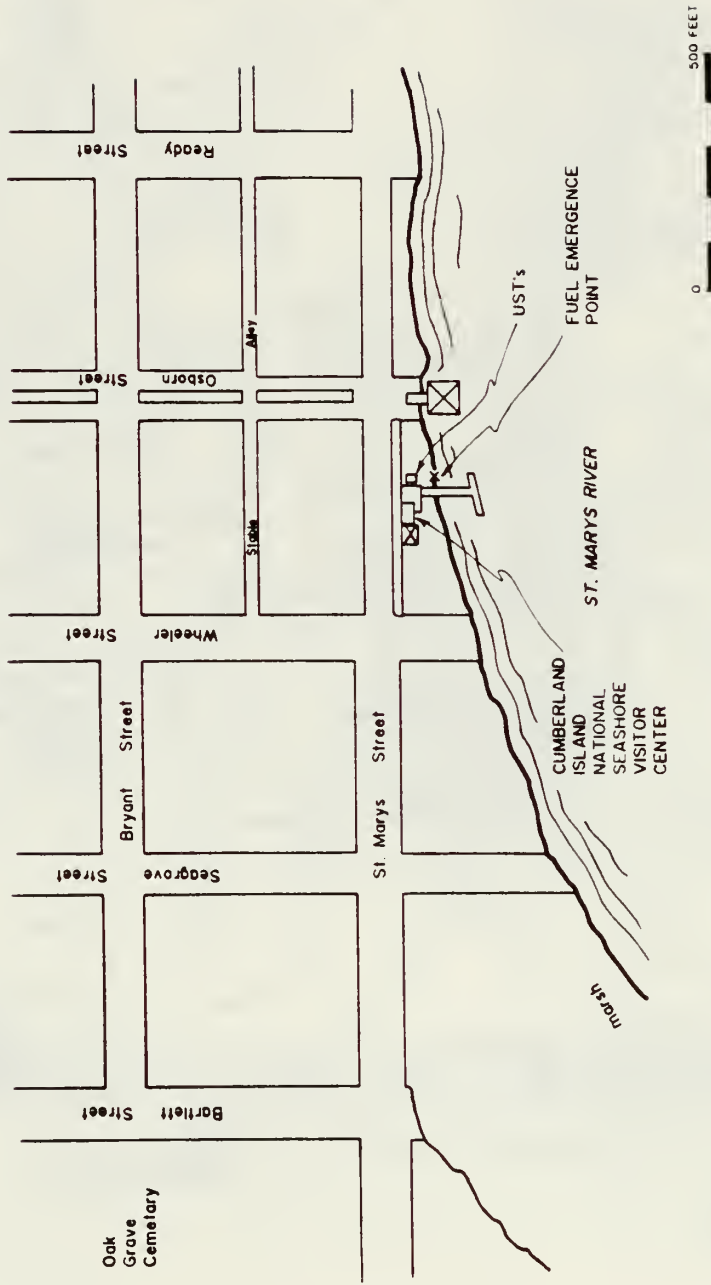 Oak
Grove
Cemetary
Bartlett Street
Seagrove Street
Bryant Street
St. Marys Street
Wheeler Street
Stable Alley
Osborn Street
Ready Street
marsh
CUMBERLAND
ISLAND
NATIONAL
SEASHORE
VISITOR
CENTER
ST. MARYS RIVER
UST's
FUEL EMERGENCE
POINT
0 500 FEET